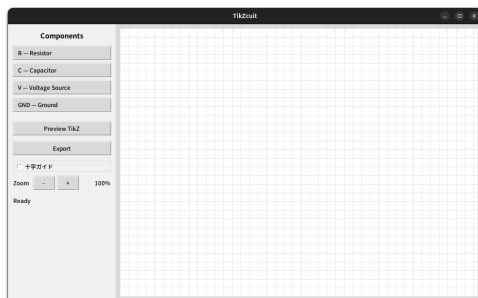 TikZcuit
Components
R — Resistor
C — Capacitor
V — Voltage Source
GND — Ground
Preview TikZ
Export
十字ガイド
Zoom - + 100%
Ready